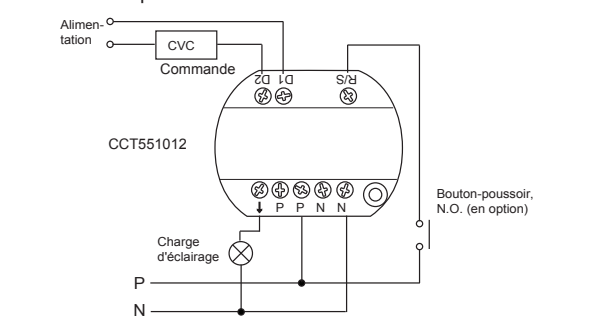 Alimen-
tation
CVC
Commande
D2 D1 R/S
CCT551012
P P N N
Bouton-poussoir,
N.O. (en option)
Charge
d'éclairage
P
N